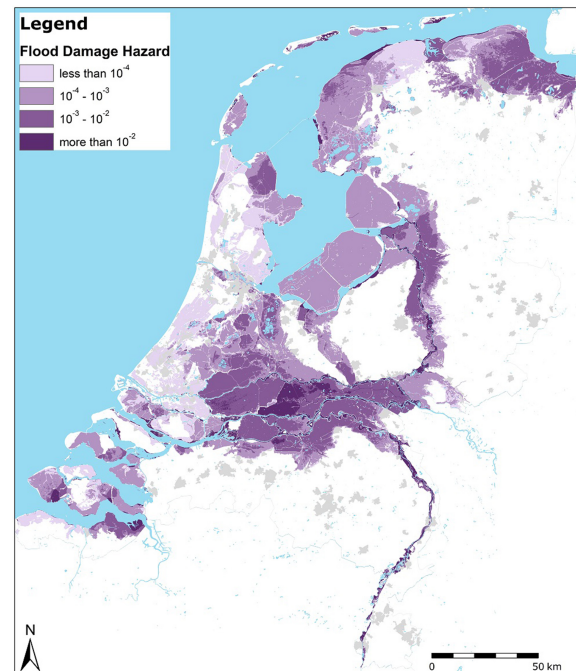 Legend
Flood Damage Hazard
less than 10⁻⁴
10⁻⁴ - 10⁻³
10⁻³ - 10⁻²
more than 10⁻²
N
0 50 km